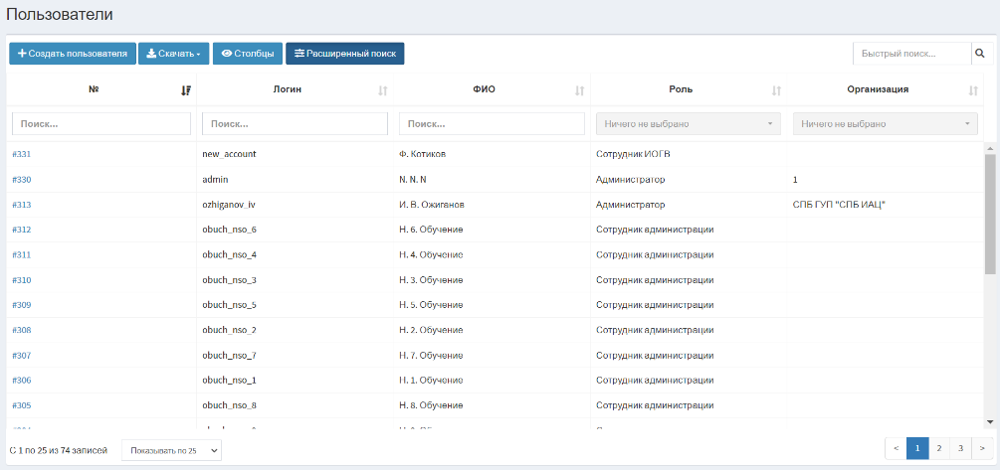 Пользователи
Создать пользователя Скачать Столбцы Расширенный поиск Быстрый поиск...
№ Логин ФИО Роль Организация
Поиск... Поиск... Поиск... Ничего не выбрано Ничего не выбрано
#331 new_account Ф. Котиков Сотрудник ИОГВ
#330 admin N. N. N Администратор 1
#313 ozhiganov_iv И. В. Ожиганов Администратор СПБ ГУП "СПБ ИАЦ"
#312 obuch_nso_6 Н. 6. Обучение Сотрудник администрации
#311 obuch_nso_4 Н. 4. Обучение Сотрудник администрации
#310 obuch_nso_3 Н. 3. Обучение Сотрудник администрации
#309 obuch_nso_5 Н. 5. Обучение Сотрудник администрации
#308 obuch_nso_2 Н. 2. Обучение Сотрудник администрации
#307 obuch_nso_7 Н. 7. Обучение Сотрудник администрации
#306 obuch_nso_1 Н. 1. Обучение Сотрудник администрации
#305 obuch_nso_8 Н. 8. Обучение Сотрудник администрации
С 1 по 25 из 74 записей Показывать по 25 < 1 2 3 >